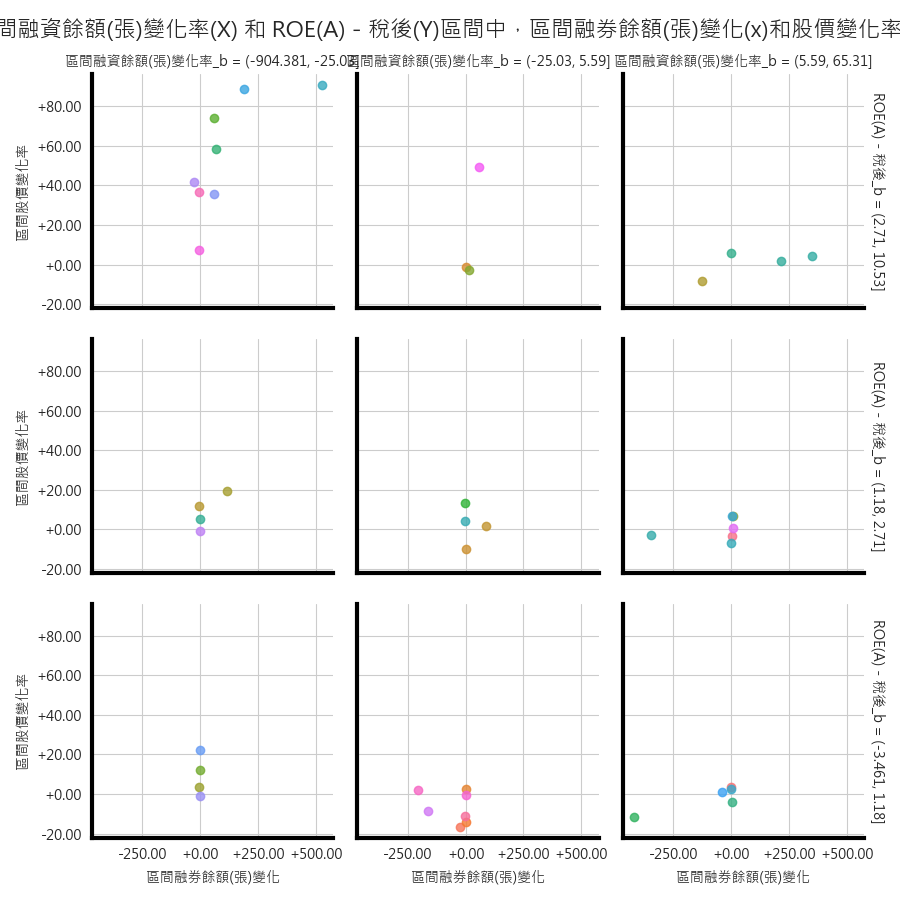 間融資餘額(張)變化率(X) 和 ROE(A) - 稅後(Y)區間中，區間融券餘額(張)變化(x)和股價變化率
區間融資餘額(張)變化率_b = (-904.381, -25.03]
區間融資餘額(張)變化率_b = (-25.03, 5.59]
區間融資餘額(張)變化率_b = (5.59, 65.31]
區間股價變化率
+80.00
+60.00
+40.00
+20.00
+0.00
-20.00
ROE(A) - 稅後_b = (2.71, 10.53]
區間股價變化率
+80.00
+60.00
+40.00
+20.00
+0.00
-20.00
ROE(A) - 稅後_b = (1.18, 2.71]
區間股價變化率
+80.00
+60.00
+40.00
+20.00
+0.00
-20.00
ROE(A) - 稅後_b = (-3.461, 1.18]
-250.00 +0.00 +250.00 +500.00
-250.00 +0.00 +250.00 +500.00
-250.00 +0.00 +250.00 +500.00
區間融券餘額(張)變化
區間融券餘額(張)變化
區間融券餘額(張)變化